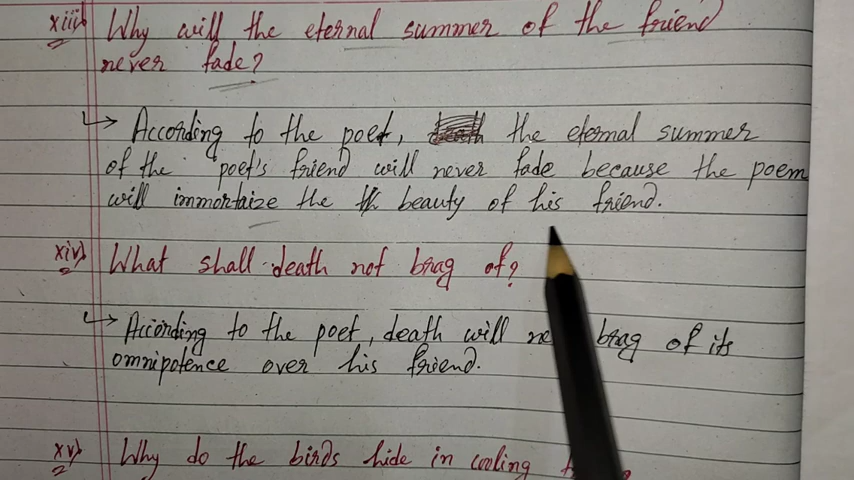 xiii) Why will the eternal summer of the friend
never fade?
↳ According to the poet, the eternal summer
of the poet's friend will never fade because the poem
will immortaize the beauty of his friend.
xiv) What shall death not brag of?
↳ According to the poet, death will brag of its
omnipotence over his friend.
xv) Why do the birds hide in cooling